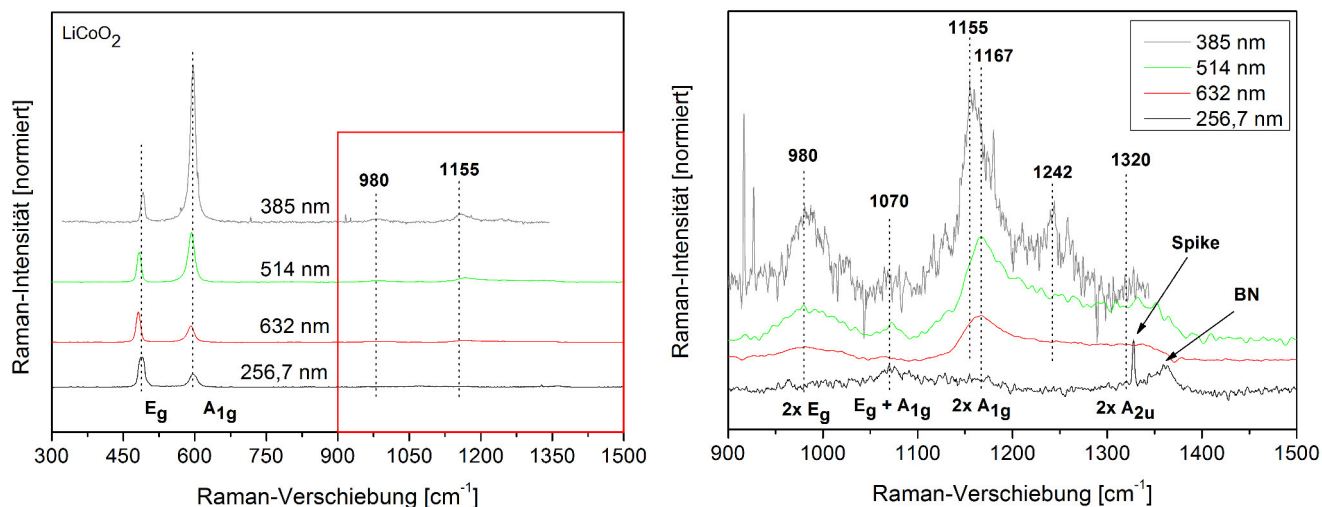 LiCoO2
Raman-Intensität [normiert]
980
1155
385 nm
514 nm
632 nm
256,7 nm
Eg
A1g
300
450
600
750
900
1050
1200
1350
1500
Raman-Verschiebung [cm-1]
Raman-Intensität [normiert]
1155
1167
980
1070
1242
1320
385 nm
514 nm
632 nm
256,7 nm
Spike
BN
2x Eg
Eg + A1g
2x A1g
2x A2u
900
1000
1100
1200
1300
1400
1500
Raman-Verschiebung [cm-1]